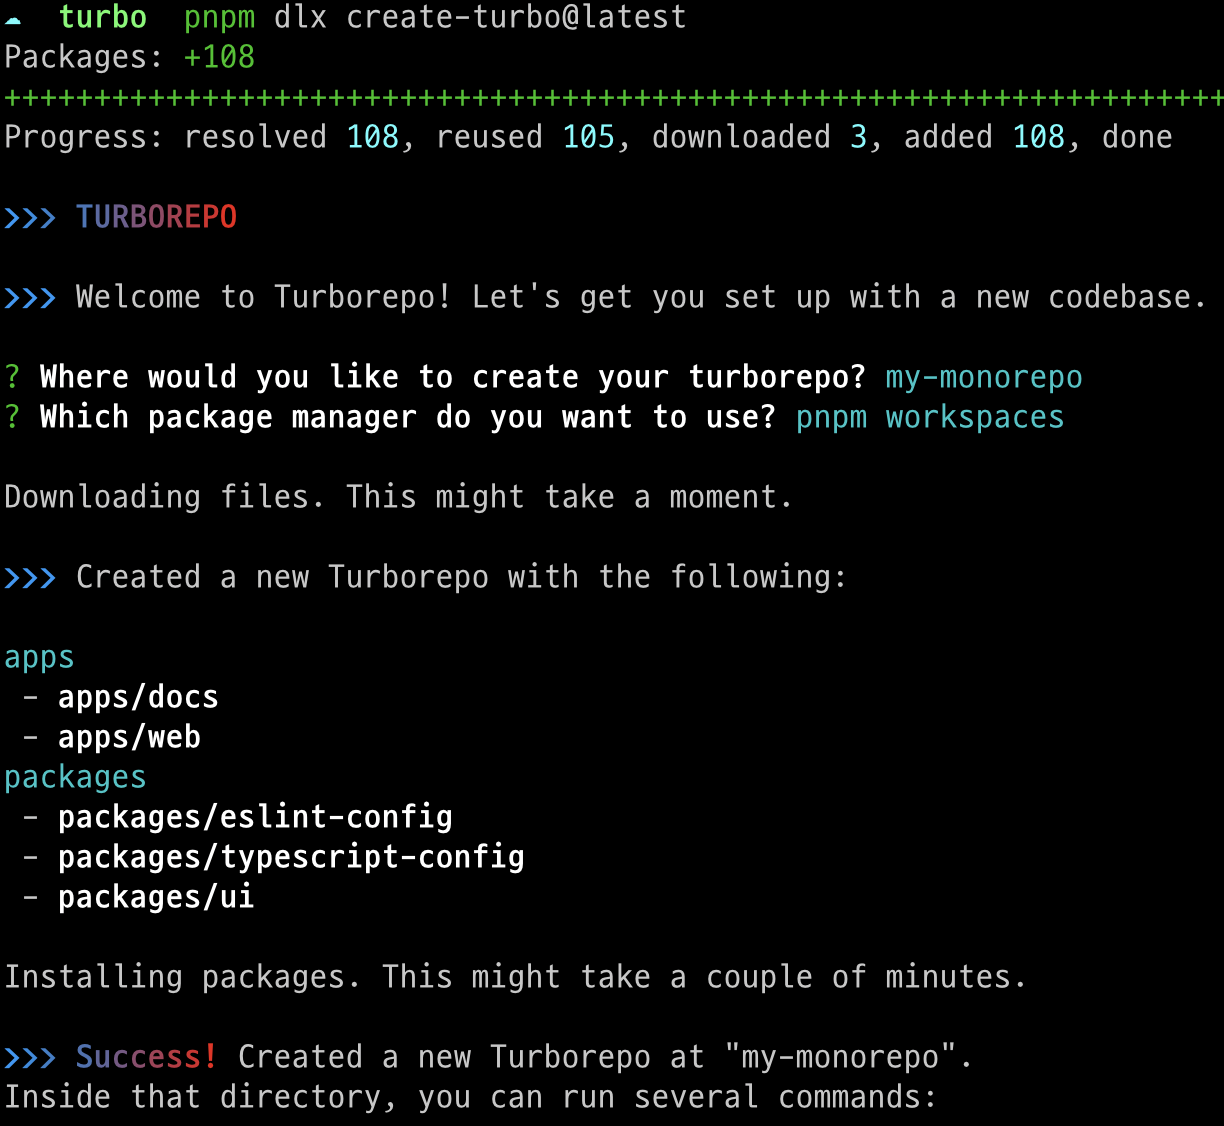 ☁ turbo pnpm dlx create-turbo@latest
Packages: +108
++++++++++++++++++++++++++++++++++++++++++++++++++++++++++++++++++++
Progress: resolved 108, reused 105, downloaded 3, added 108, done
>>> TURBOREPO
>>> Welcome to Turborepo! Let's get you set up with a new codebase.
? Where would you like to create your turborepo? my-monorepo
? Which package manager do you want to use? pnpm workspaces
Downloading files. This might take a moment.
>>> Created a new Turborepo with the following:
apps
 - apps/docs
 - apps/web
packages
 - packages/eslint-config
 - packages/typescript-config
 - packages/ui
Installing packages. This might take a couple of minutes.
>>> Success! Created a new Turborepo at "my-monorepo".
Inside that directory, you can run several commands: